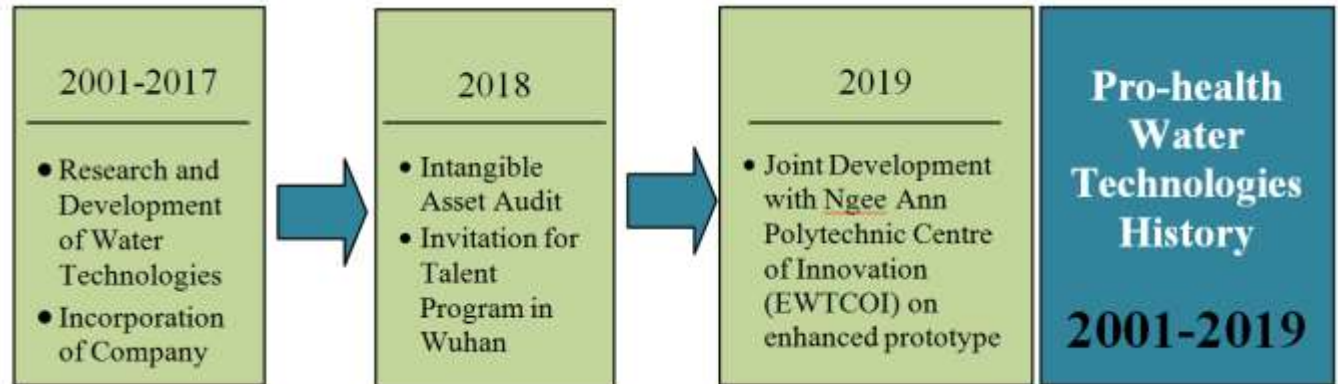 2001-2017
● Research and
Development
of Water
Technologies
● Incorporation
of Company
2018
● Intangible
Asset Audit
● Invitation for
Talent
Program in
Wuhan
2019
● Joint Development
with Ngee Ann
Polytechnic Centre
of Innovation
(EWTCOI) on
enhanced prototype
Pro-health
Water
Technologies
History
2001-2019